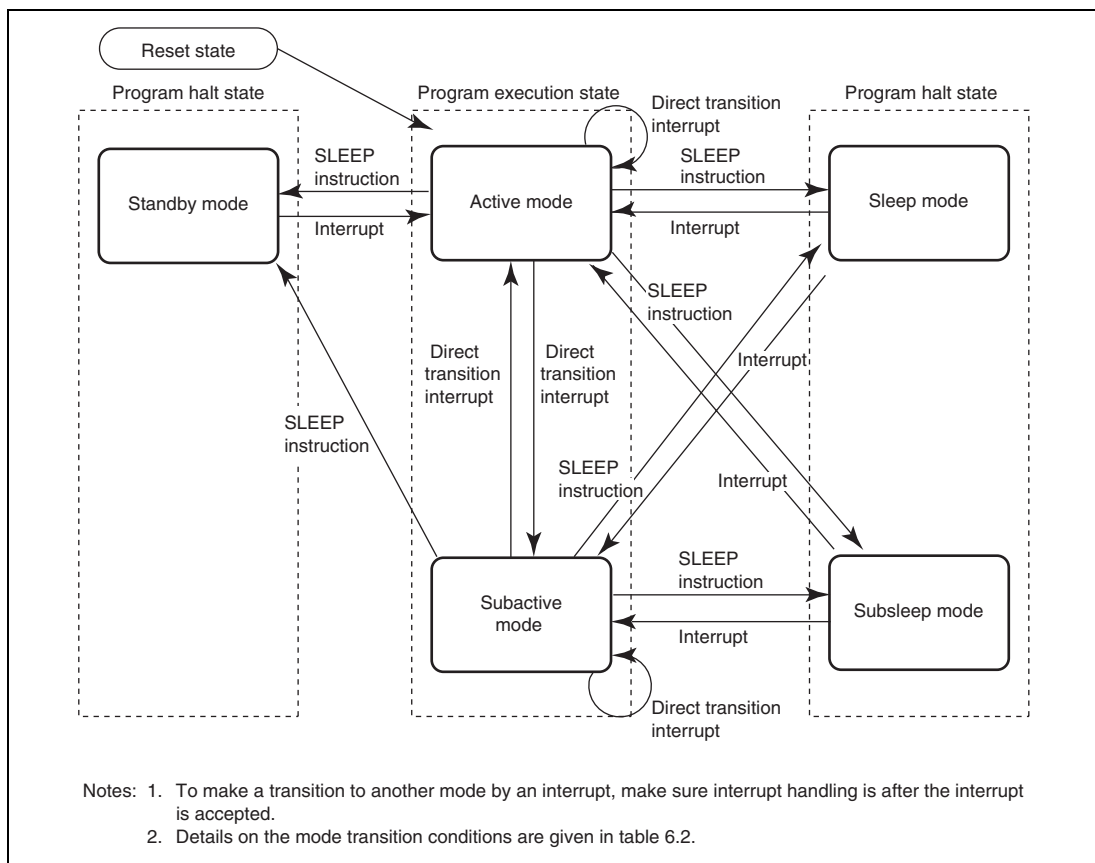 Reset state
Program halt state
Program execution state
Program halt state
Direct transition
interrupt
SLEEP
instruction
SLEEP
instruction
Standby mode
Active mode
Sleep mode
Interrupt
Interrupt
SLEEP
instruction
Direct
transition
interrupt
Direct
transition
interrupt
Interrupt
SLEEP
instruction
SLEEP
instruction
Interrupt
SLEEP
instruction
Subactive
mode
Subsleep mode
Interrupt
Direct transition
interrupt
Notes: 1. To make a transition to another mode by an interrupt, make sure interrupt handling is after the interrupt
is accepted.
2. Details on the mode transition conditions are given in table 6.2.